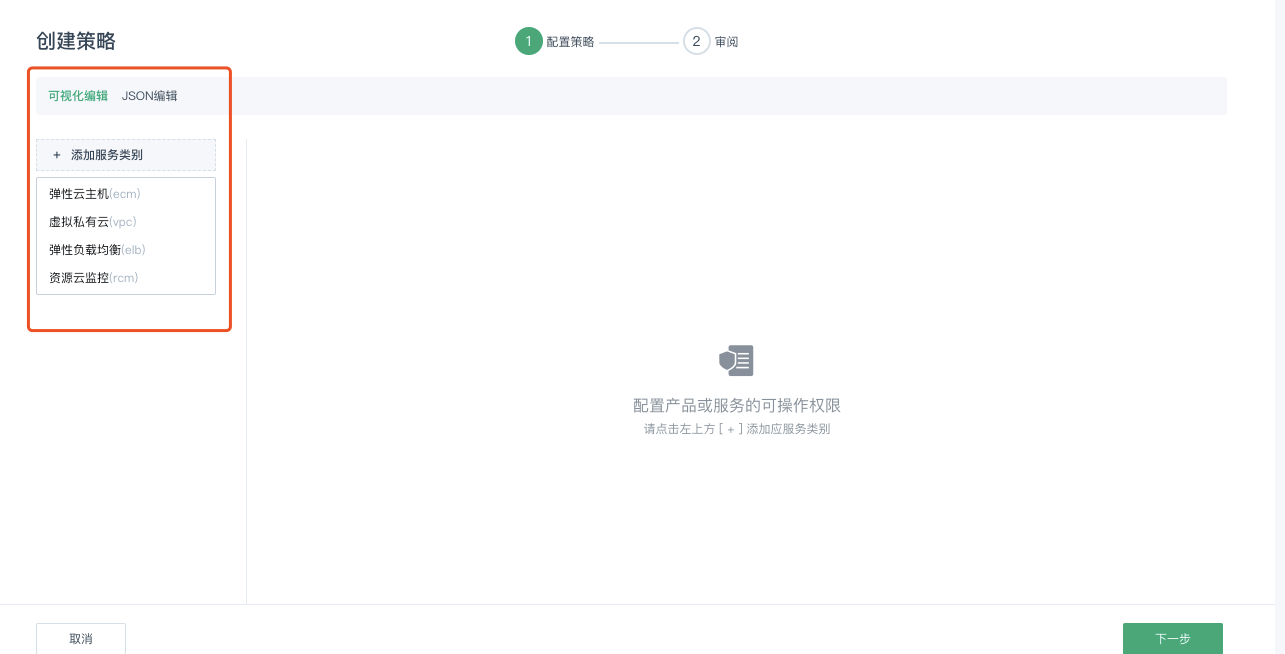 创建策略
1 配置策略 2 审阅
可视化编辑 JSON编辑
+ 添加服务类别
弹性云主机(ecm)
虚拟私有云(vpc)
弹性负载均衡(elb)
资源云监控(rcm)
配置产品或服务的可操作权限
请点击左上方 [ + ] 添加应服务类别
取消 下一步